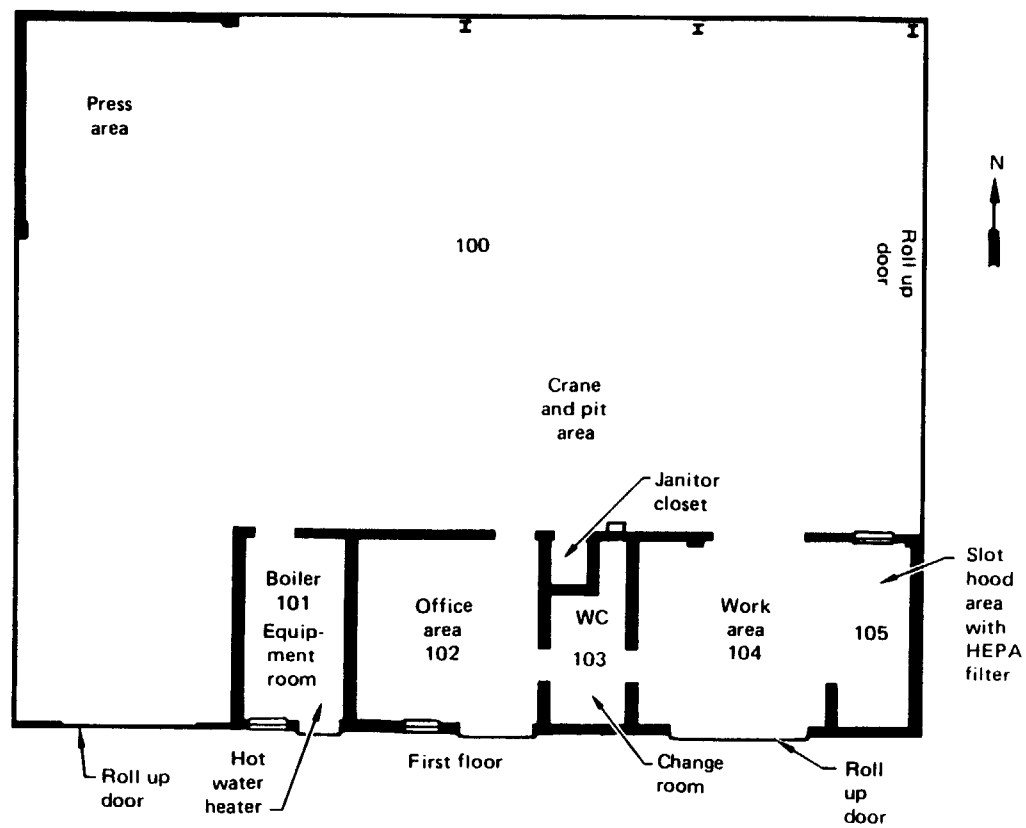 Press
area
N
100
Roll up
door
Crane
and pit
area
Janitor
closet
Boiler
101
Equip-
ment
room
Office
area
102
WC
103
Work
area
104
105
Slot
hood
area
with
HEPA
filter
Roll up
door
Hot
water
heater
First floor
Change
room
Roll
up
door